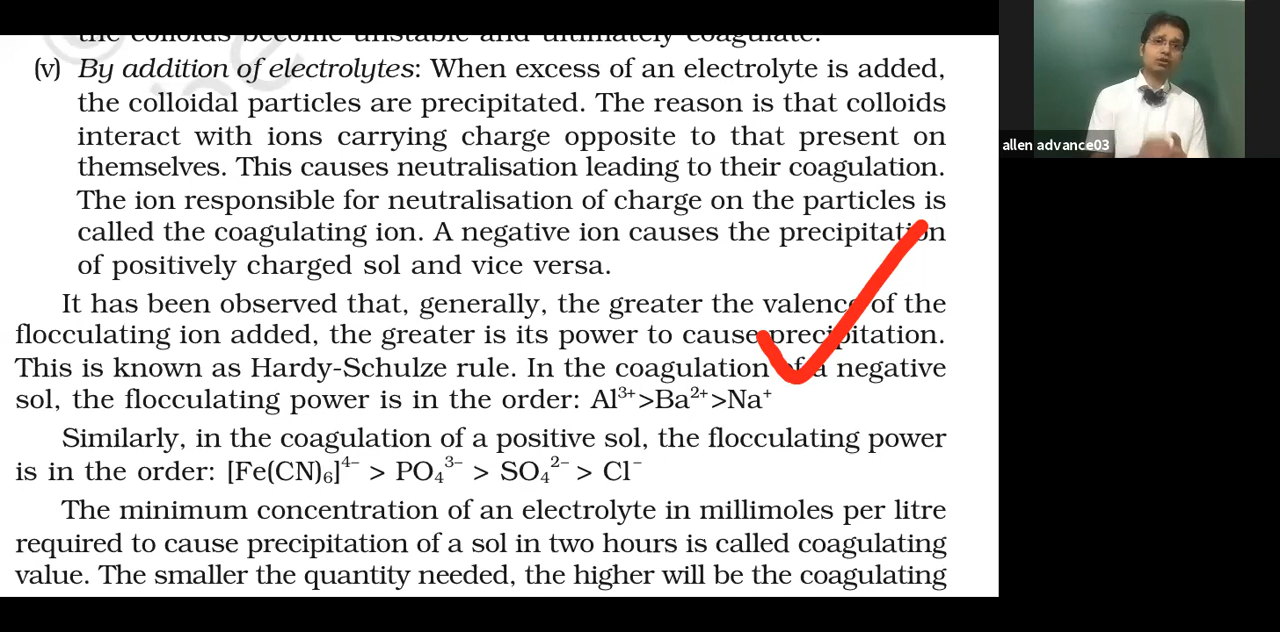 the colloids become unstable and ultimately coagulate.
(v) By addition of electrolytes: When excess of an electrolyte is added,
the colloidal particles are precipitated. The reason is that colloids
interact with ions carrying charge opposite to that present on
themselves. This causes neutralisation leading to their coagulation.
The ion responsible for neutralisation of charge on the particles is
called the coagulating ion. A negative ion causes the precipitation
of positively charged sol and vice versa.
It has been observed that, generally, the greater the valence of the
flocculating ion added, the greater is its power to cause precipitation.
This is known as Hardy-Schulze rule. In the coagulation of a negative
sol, the flocculating power is in the order: Al³⁺>Ba²⁺>Na⁺
Similarly, in the coagulation of a positive sol, the flocculating power
is in the order: [Fe(CN)₆]⁴⁻ > PO₄³⁻ > SO₄²⁻ > Cl⁻
The minimum concentration of an electrolyte in millimoles per litre
required to cause precipitation of a sol in two hours is called coagulating
value. The smaller the quantity needed, the higher will be the coagulating
allen advance03